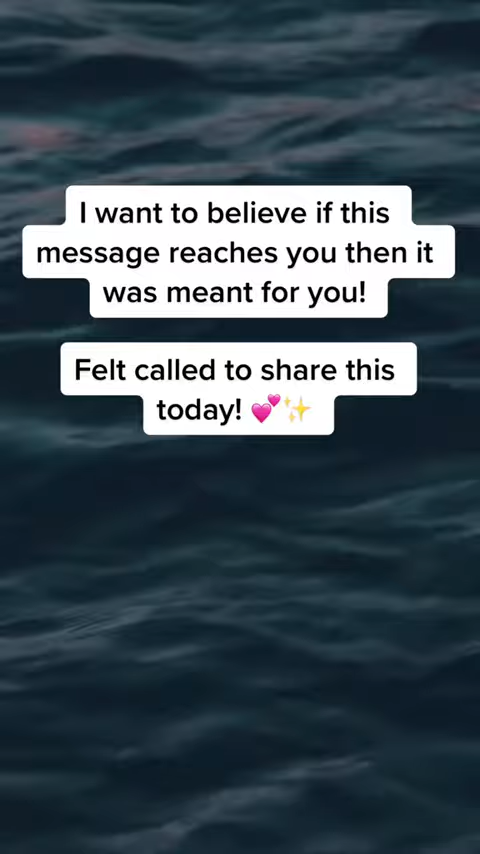 I want to believe if this
message reaches you then it
was meant for you!
Felt called to share this
today! 💕✨